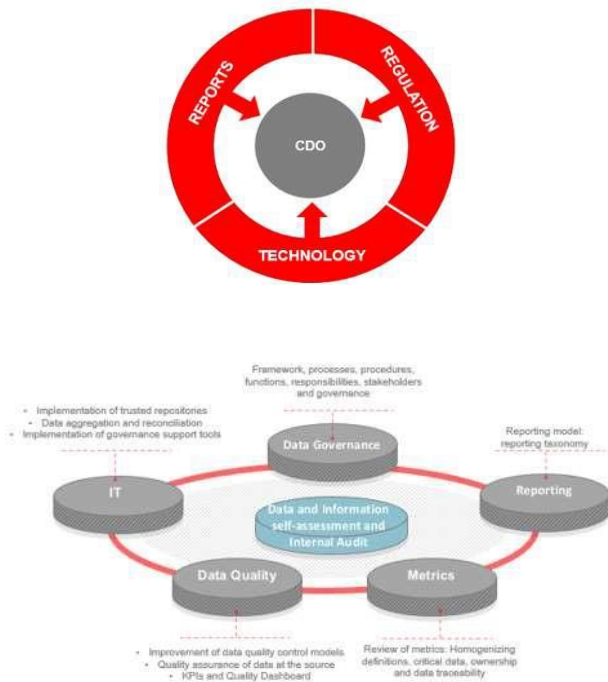 REPORTS
REGULATION
CDO
TECHNOLOGY
Framework, processes, procedures,
functions, responsibilities, stakeholders
and governance
• Implementation of trusted repositories
• Data aggregation and reconciliation
• Implementation of governance support tools
Data Governance
Reporting model:
reporting taxonomy
IT
Reporting
Data and Information
self-assessment and
Internal Audit
Data Quality
Metrics
• Improvement of data quality control models
• Quality assurance of data at the source
• KPIs and Quality Dashboard
Review of metrics: Homogenizing
definitions, critical data, ownership
and data traceability